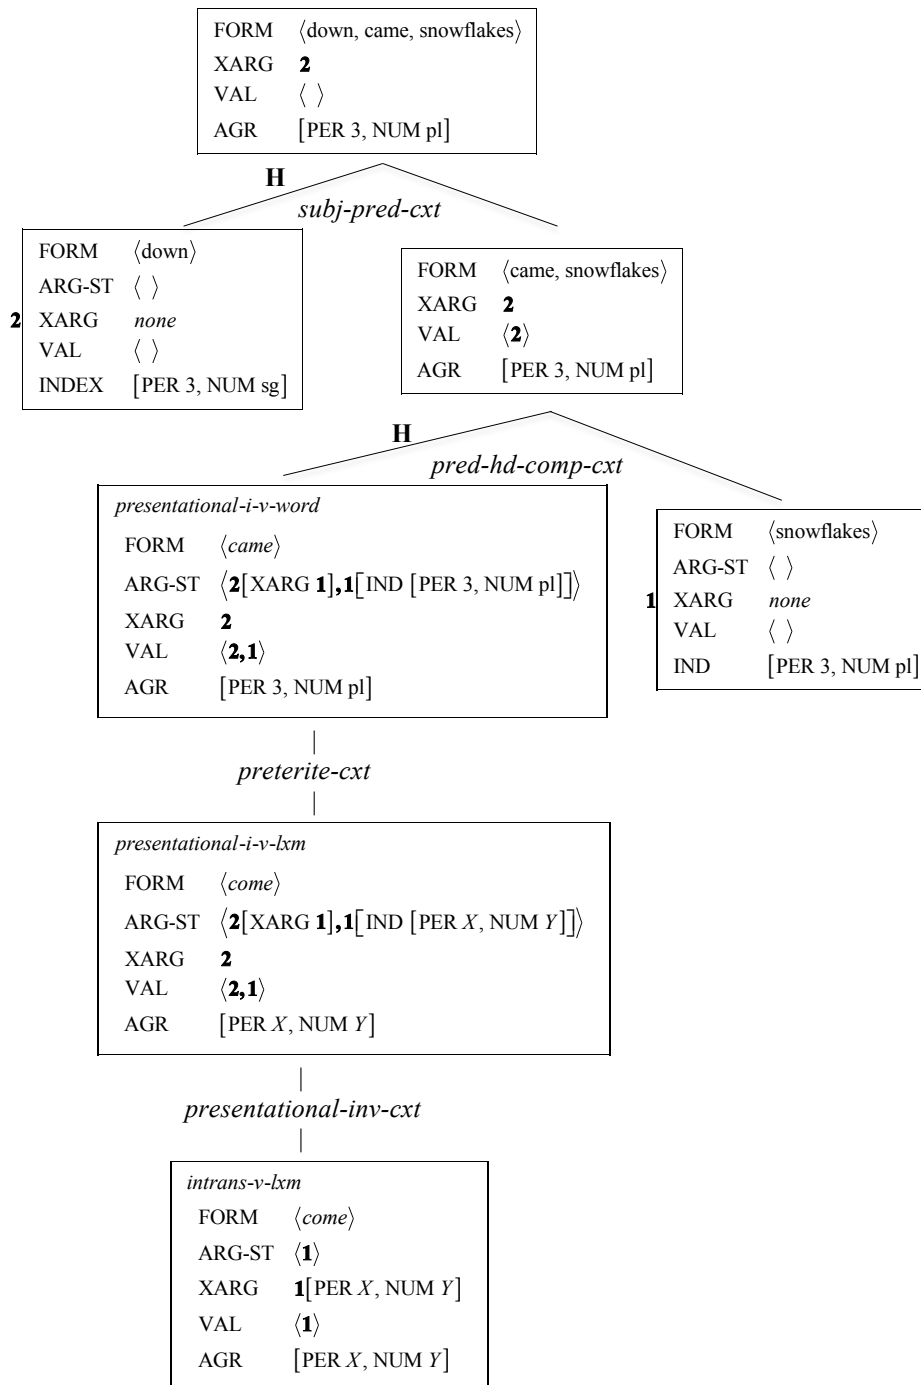 FORM ⟨down, came, snowflakes⟩
XARG 2
VAL ⟨ ⟩
AGR [PER 3, NUM pl]
H
subj-pred-cxt
FORM ⟨down⟩
ARG-ST ⟨ ⟩
2 XARG none
VAL ⟨ ⟩
INDEX [PER 3, NUM sg]
FORM ⟨came, snowflakes⟩
XARG 2
VAL ⟨2⟩
AGR [PER 3, NUM pl]
H
pred-hd-comp-cxt
presentational-i-v-word
FORM ⟨came⟩
ARG-ST ⟨2[XARG 1],1[IND [PER 3, NUM pl]]⟩
XARG 2
VAL ⟨2,1⟩
AGR [PER 3, NUM pl]
FORM ⟨snowflakes⟩
ARG-ST ⟨ ⟩
1 XARG none
VAL ⟨ ⟩
IND [PER 3, NUM pl]
preterite-cxt
presentational-i-v-lxm
FORM ⟨come⟩
ARG-ST ⟨2[XARG 1],1[IND [PER X, NUM Y]]⟩
XARG 2
VAL ⟨2,1⟩
AGR [PER X, NUM Y]
presentational-inv-cxt
intrans-v-lxm
FORM ⟨come⟩
ARG-ST ⟨1⟩
XARG 1[PER X, NUM Y]
VAL ⟨1⟩
AGR [PER X, NUM Y]